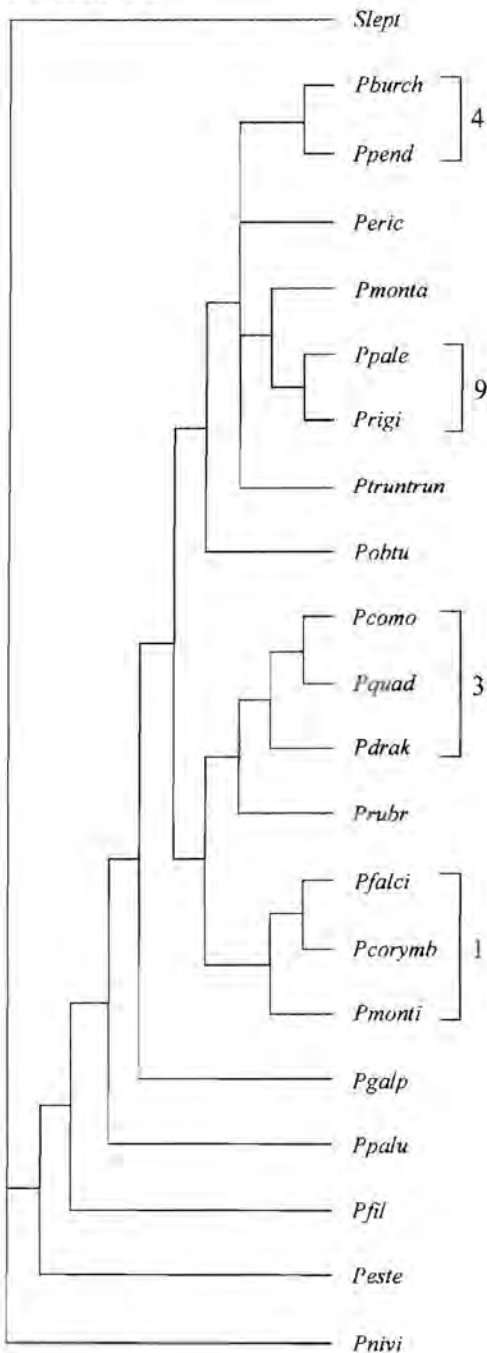 Slept
Pburch
4
Ppend
Peric
Pmonta
Ppale
9
Prigi
Ptruntrun
Pobtu
Pcomo
Pquad
3
Pdrak
Prubr
Pfalci
Pcorymb
1
Pmonti
Pgalp
Ppalu
Pfil
Peste
Pnivi